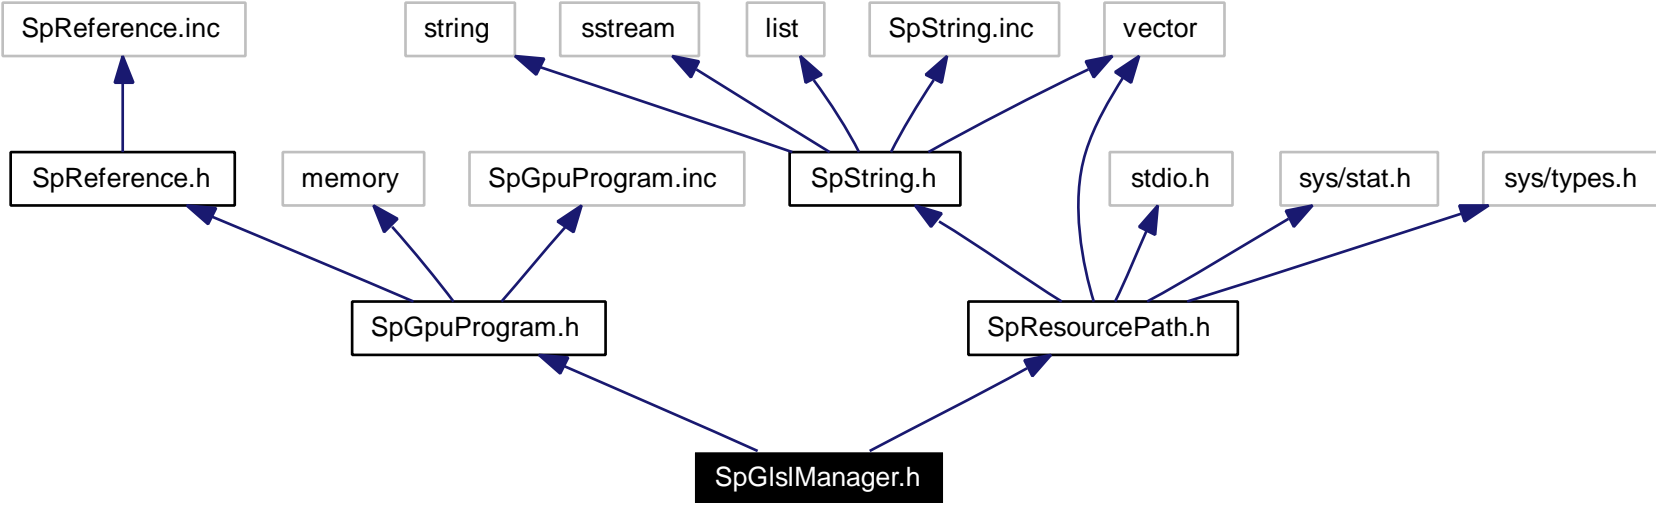 SpReference.inc
string
sstream
list
SpString.inc
vector
SpReference.h
memory
SpGpuProgram.inc
SpString.h
stdio.h
sys/stat.h
sys/types.h
SpGpuProgram.h
SpResourcePath.h
SpGlslManager.h